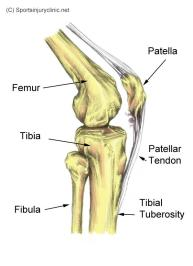 (C) Sportsinjuryclinic.net
Patella
Femur
Tibia
Patellar
Tendon
Fibula
Tibial
Tuberosity